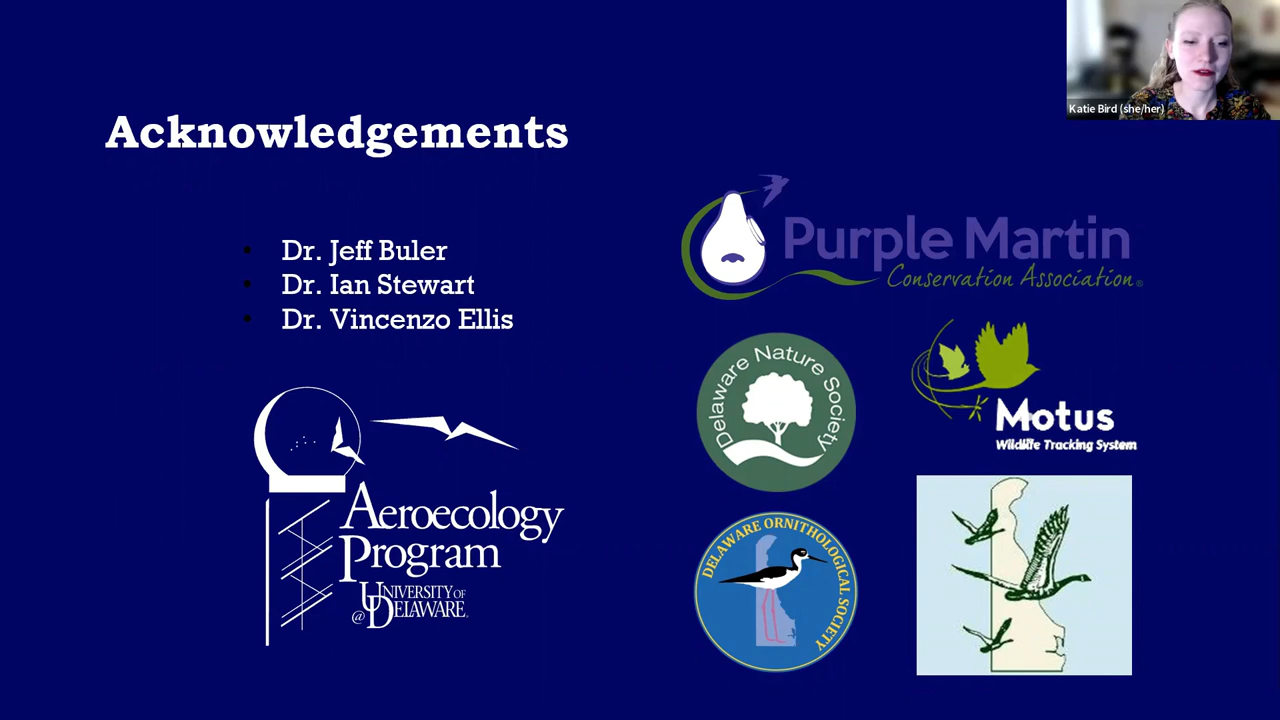 Katie Bird (she/her)
Acknowledgements
• Dr. Jeff Buler
• Dr. Ian Stewart
• Dr. Vincenzo Ellis
Aeroecology
Program
@ UNIVERSITY OF
DELAWARE
Purple Martin
Conservation Association®
Delaware Nature Society
Motus
Wildlife Tracking System
DELAWARE ORNITHOLOGICAL SOCIETY